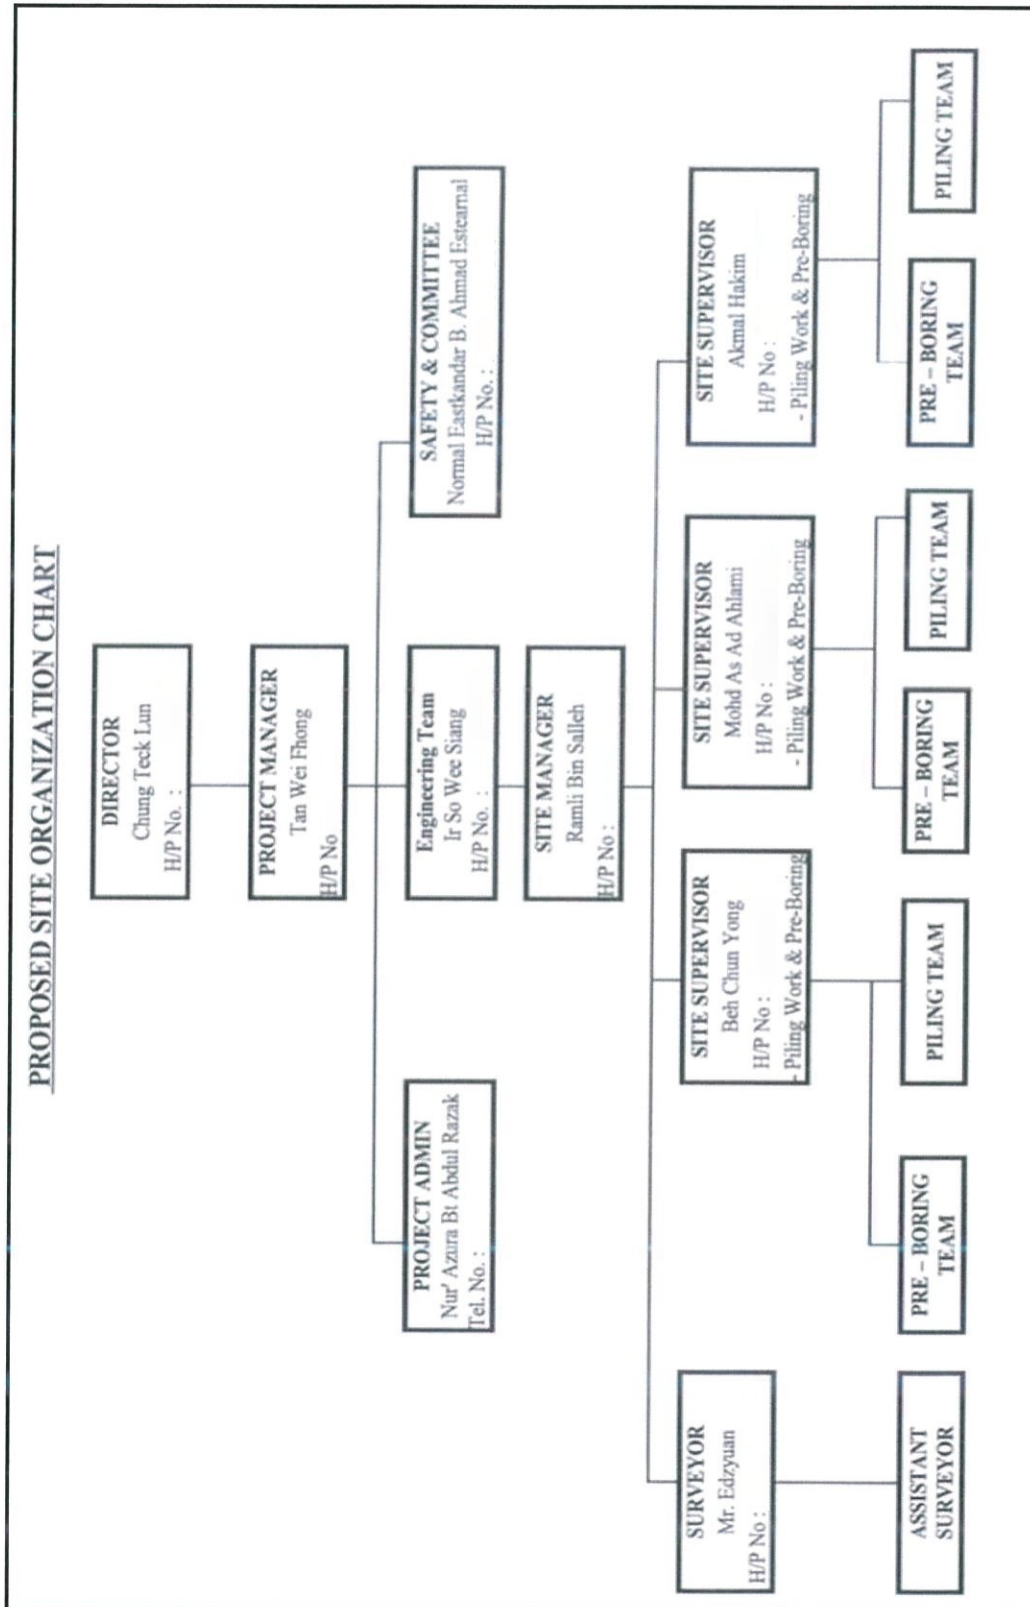 PROPOSED SITE ORGANIZATION CHART
DIRECTOR
Chung Teck Lun
H/P No. :
PROJECT MANAGER
Tan Wei Fhong
H/P No
PROJECT ADMIN
Nur' Azura Bt Abdul Razak
Tel. No. :
Engineering Team
Ir So Wee Siang
H/P No. :
SAFETY & COMMITTEE
Normal Eastkandar B. Ahmad Estearnal
H/P No. :
SITE MANAGER
Ramli Bin Salleh
H/P No :
SURVEYOR
Mr. Edzyuan
H/P No :
SITE SUPERVISOR
Beh Chun Yong
H/P No :
- Piling Work & Pre-Boring
SITE SUPERVISOR
Mohd As Ad Ahlami
H/P No :
- Piling Work & Pre-Boring
SITE SUPERVISOR
Akmal Hakim
H/P No :
- Piling Work & Pre-Boring
ASSISTANT
SURVEYOR
PRE – BORING
TEAM
PILING TEAM
PRE – BORING
TEAM
PILING TEAM
PRE – BORING
TEAM
PILING TEAM